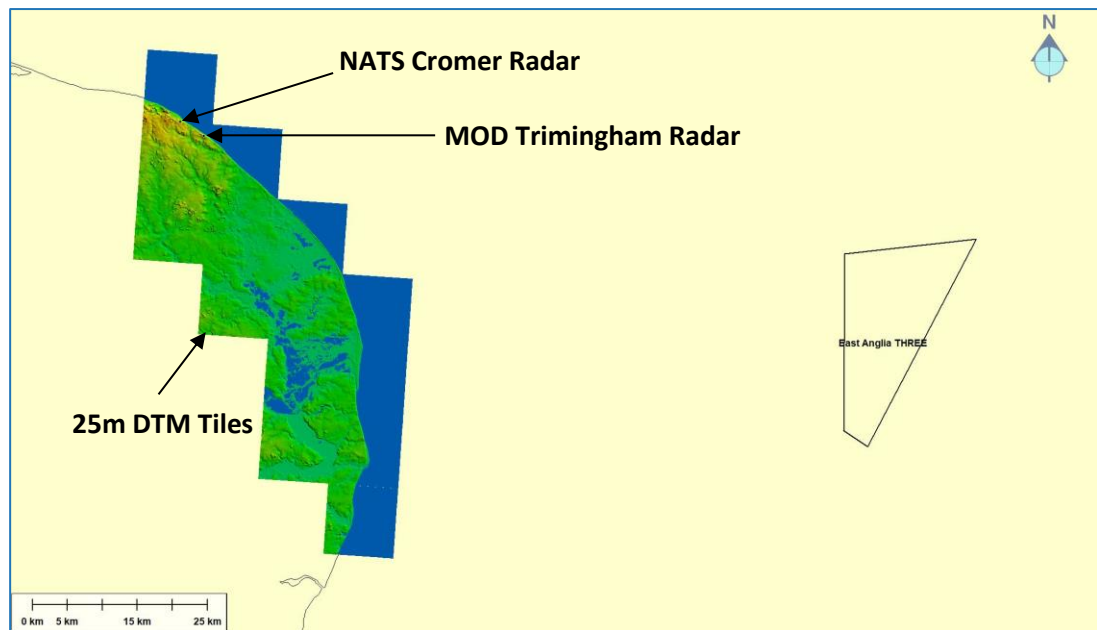 N
NATS Cromer Radar
MOD Trimingham Radar
East Anglia THREE
25m DTM Tiles
0 km 5 km 15 km 25 km